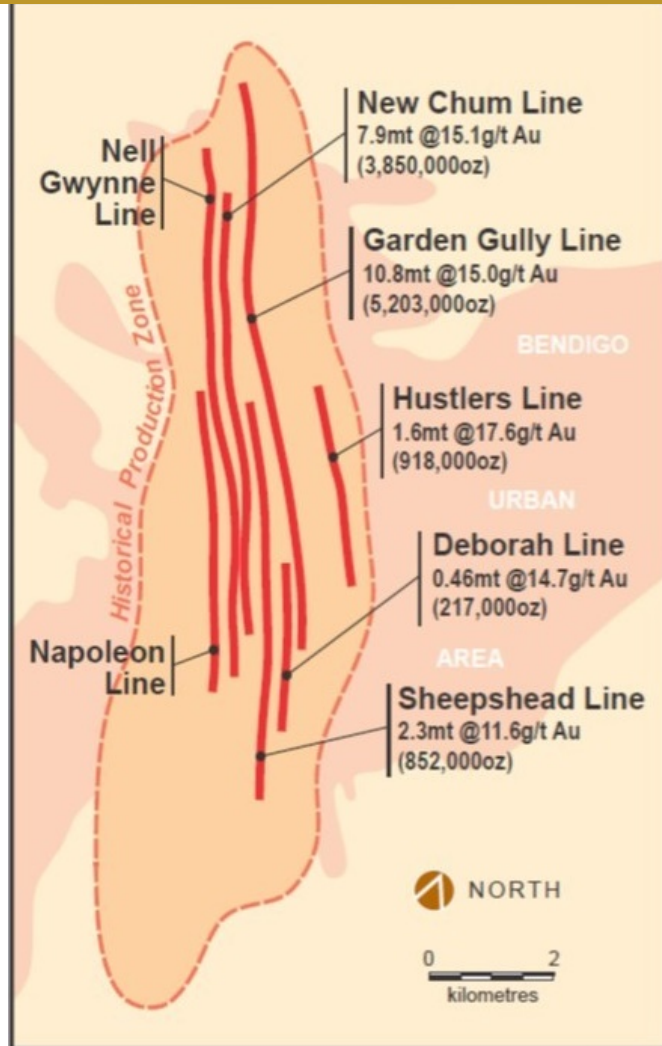 New Chum Line
7.9mt @15.1g/t Au
(3,850,000oz)
Nell
Gwynne
Line
Garden Gully Line
10.8mt @15.0g/t Au
(5,203,000oz)
Historical Production Zone
BENDIGO
Hustlers Line
1.6mt @17.6g/t Au
(918,000oz)
URBAN
Deborah Line
0.46mt @14.7g/t Au
(217,000oz)
Napoleon
Line
AREA
Sheepshead Line
2.3mt @11.6g/t Au
(852,000oz)
NORTH
0 2
kilometres